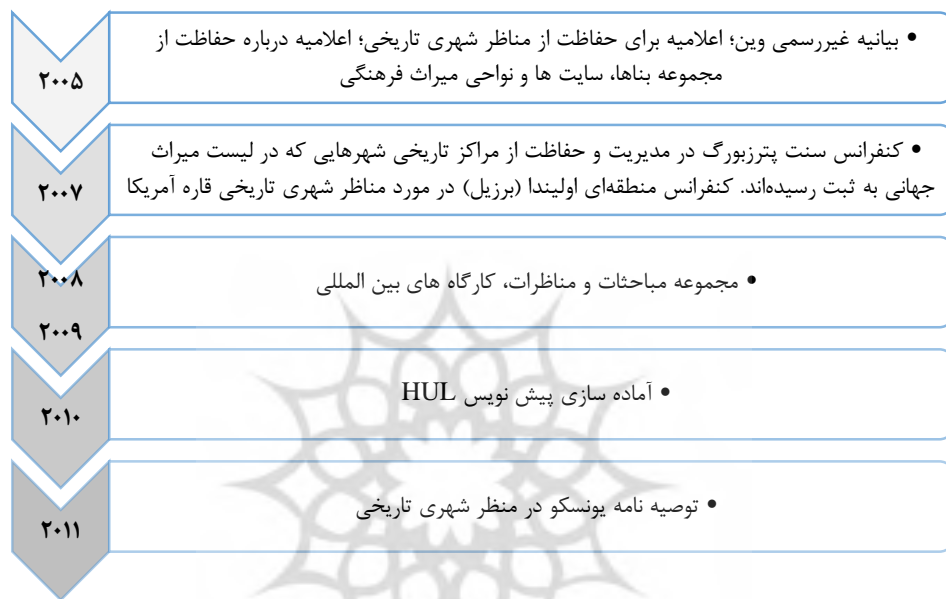 ۲۰۰۵
• بیانیه غیررسمی وین؛ اعلامیه برای حفاظت از مناظر شهری تاریخی؛ اعلامیه درباره حفاظت از
مجموعه بناها، سایت ها و نواحی میراث فرهنگی
۲۰۰۷
• کنفرانس سنت پترزبورگ در مدیریت و حفاظت از مراکز تاریخی شهرهایی که در لیست میراث
جهانی به ثبت رسیده‌اند. کنفرانس منطقه‌ای اولیندا (برزیل) در مورد مناظر شهری تاریخی قاره آمریکا
۲۰۰۸
۲۰۰۹
• مجموعه مباحثات و مناظرات، کارگاه های بین المللی
۲۰۱۰
• آماده سازی پیش نویس HUL
۲۰۱۱
• توصیه نامه یونسکو در منظر شهری تاریخی